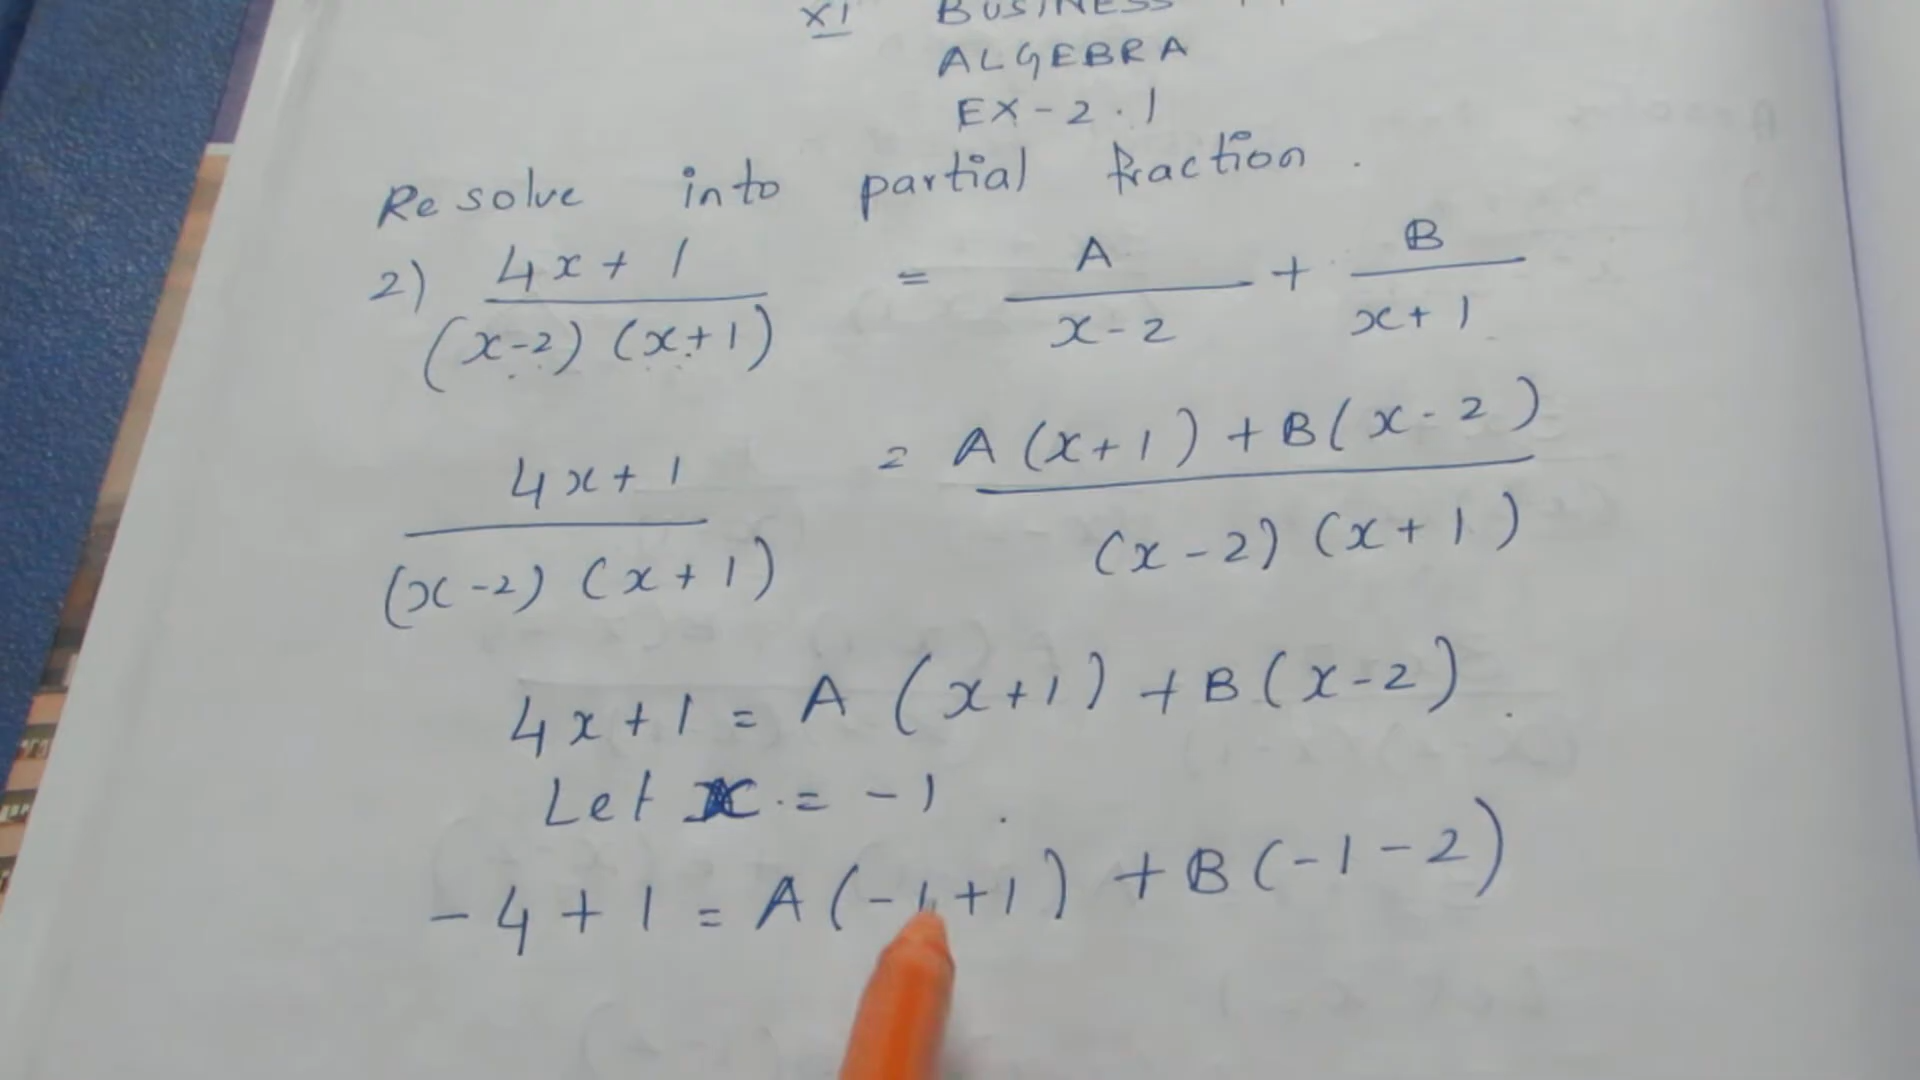 XI BUSINESS
ALGEBRA
EX-2.1
Resolve into partial fraction.
2) 4x+1 / (x-2)(x+1) = A / x-2 + B / x+1
4x+1 / (x-2)(x+1) = A(x+1)+B(x-2) / (x-2)(x+1)
4x+1 = A(x+1)+B(x-2)
Let x = -1
-4+1 = A(-1+1)+B(-1-2)